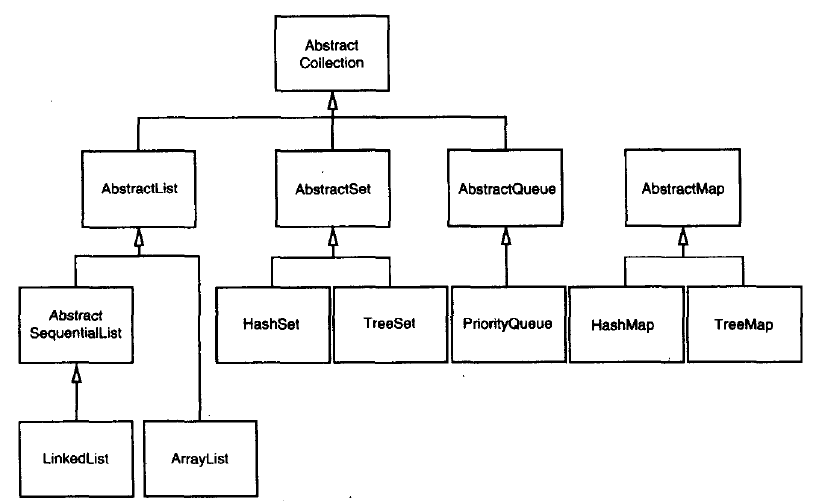 Abstract
Collection
AbstractList
AbstractSet
AbstractQueue
AbstractMap
Abstract
SequentialList
HashSet
TreeSet
PriorityQueue
HashMap
TreeMap
LinkedList
ArrayList